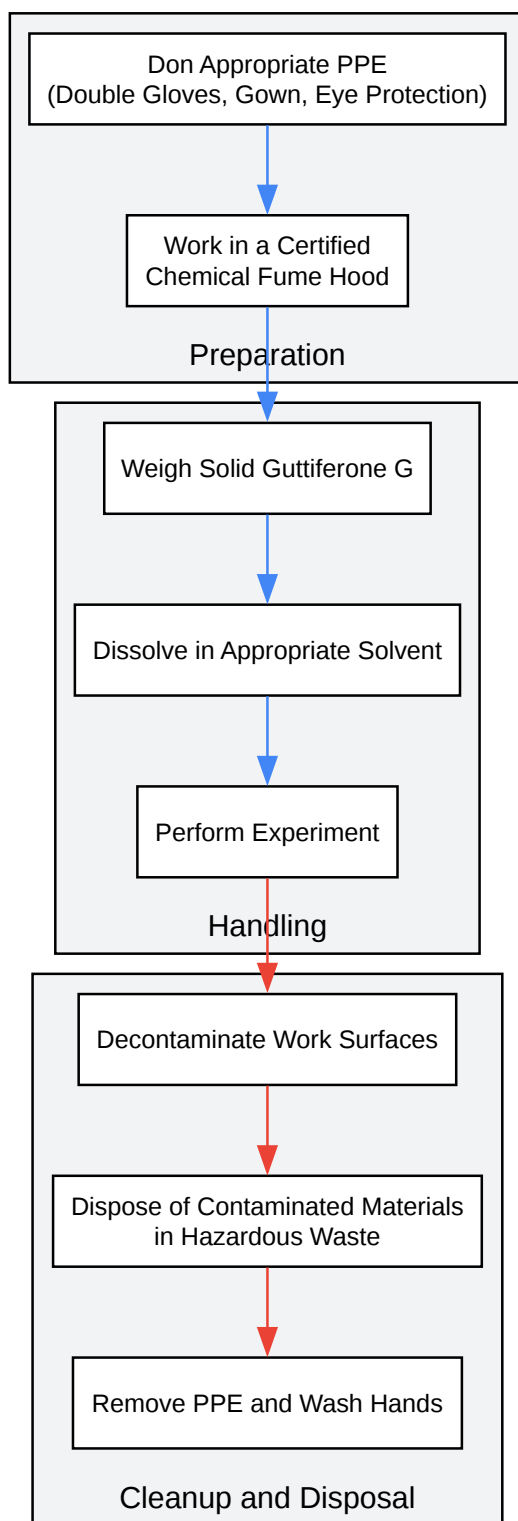 Don Appropriate PPE
(Double Gloves, Gown, Eye Protection)
Work in a Certified
Chemical Fume Hood
Preparation
Weigh Solid Guttiferone G
Dissolve in Appropriate Solvent
Perform Experiment
Handling
Decontaminate Work Surfaces
Dispose of Contaminated Materials
in Hazardous Waste
Remove PPE and Wash Hands
Cleanup and Disposal